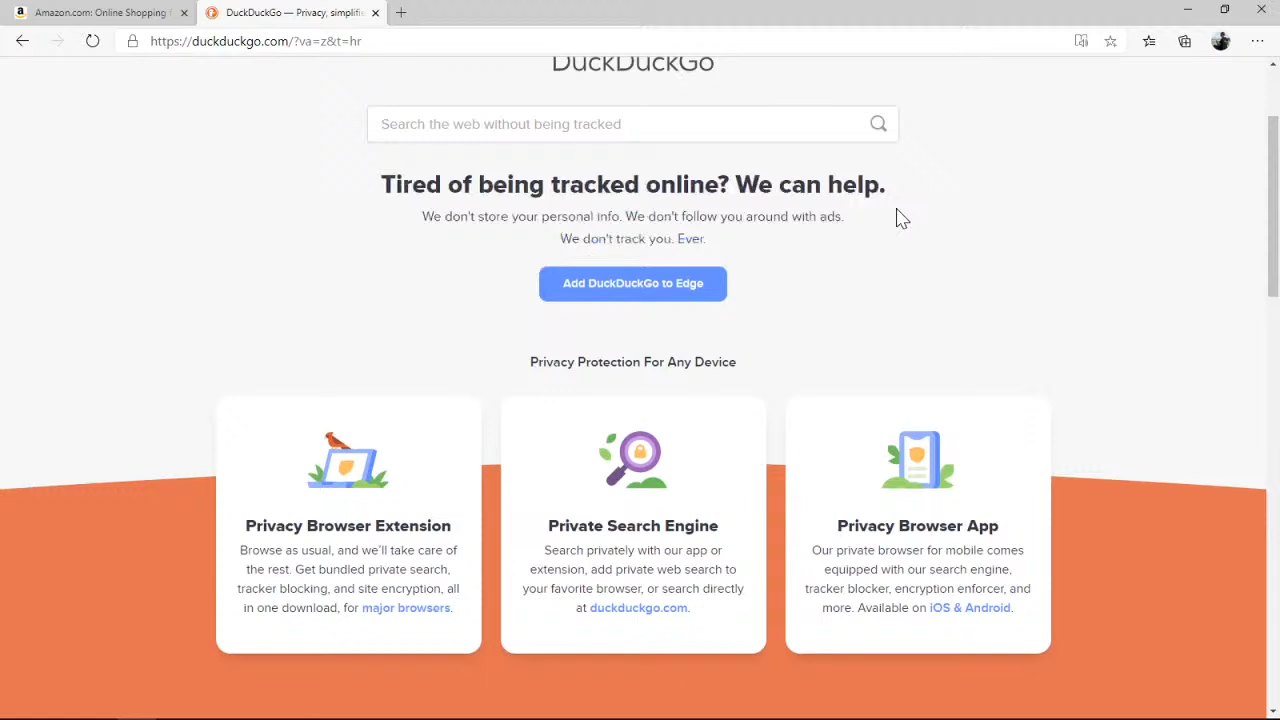 Amazon.com: Online Shopping
DuckDuckGo — Privacy, simplifi
https://duckduckgo.com/?va=z&t=hr
DuckDuckGo
Search the web without being tracked
Tired of being tracked online? We can help.
We don't store your personal info. We don't follow you around with ads.
We don't track you. Ever.
Add DuckDuckGo to Edge
Privacy Protection For Any Device
Privacy Browser Extension
Browse as usual, and we'll take care of
the rest. Get bundled private search,
tracker blocking, and site encryption, all
in one download, for major browsers.
Private Search Engine
Search privately with our app or
extension, add private web search to
your favorite browser, or search directly
at duckduckgo.com.
Privacy Browser App
Our private browser for mobile comes
equipped with our search engine,
tracker blocker, encryption enforcer, and
more. Available on iOS & Android.